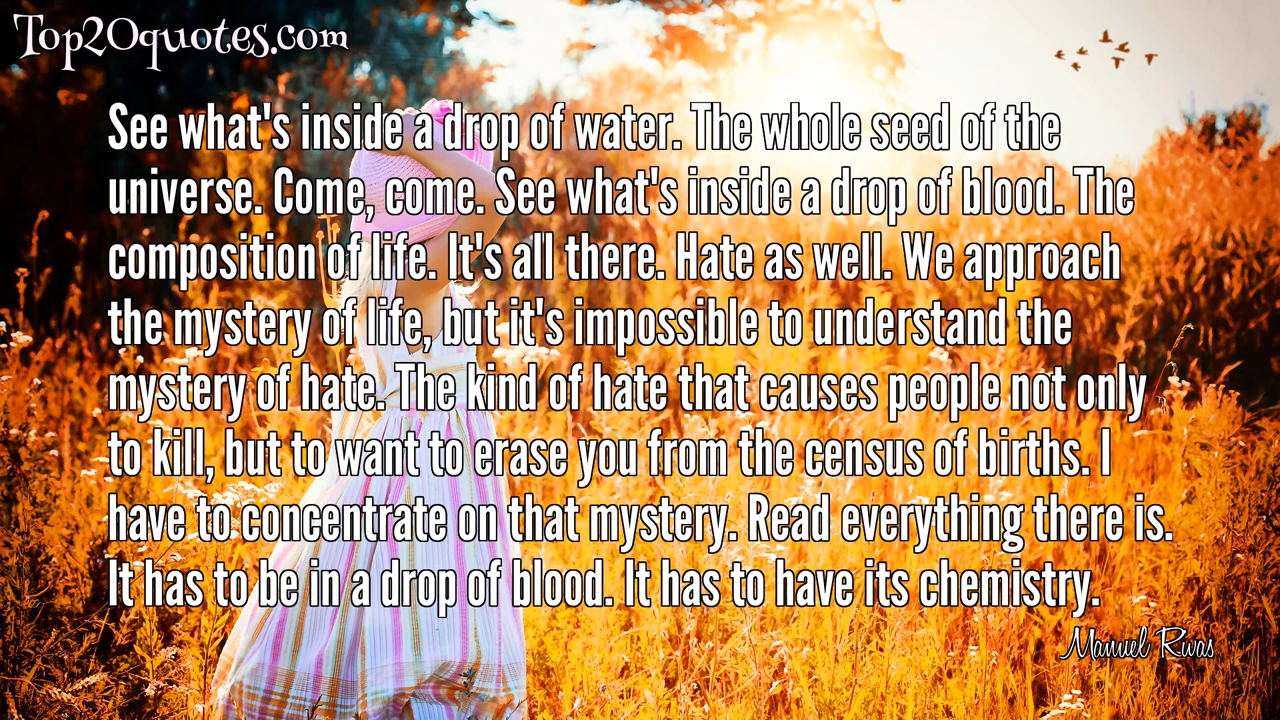 Top20quotes.com
See what's inside a drop of water. The whole seed of the
universe. Come, come. See what's inside a drop of blood. The
composition of life. It's all there. Hate as well. We approach
the mystery of life, but it's impossible to understand the
mystery of hate. The kind of hate that causes people not only
to kill, but to want to erase you from the census of births. I
have to concentrate on that mystery. Read everything there is.
It has to be in a drop of blood. It has to have its chemistry.
Manuel Rivas